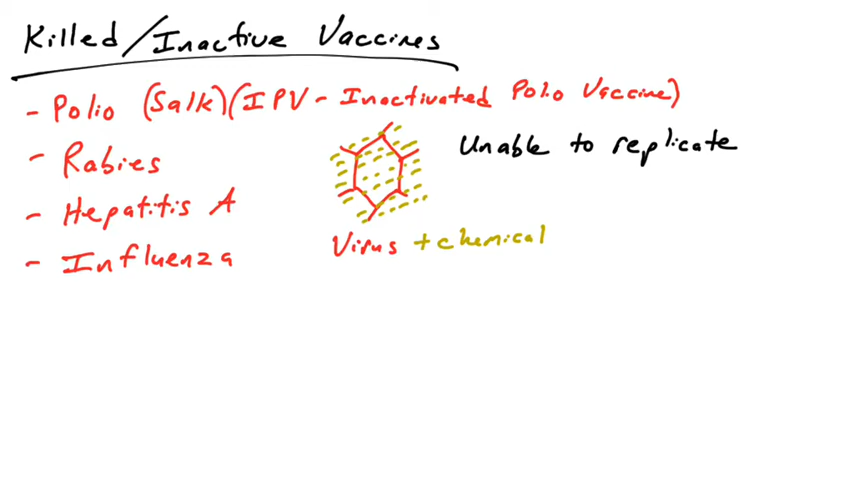 Killed/Inactive Vaccines
- Polio (Salk)(IPV - Inactivated Polio Vaccine)
- Rabies
- Hepatitis A
- Influenza
Unable to replicate
Virus + chemical